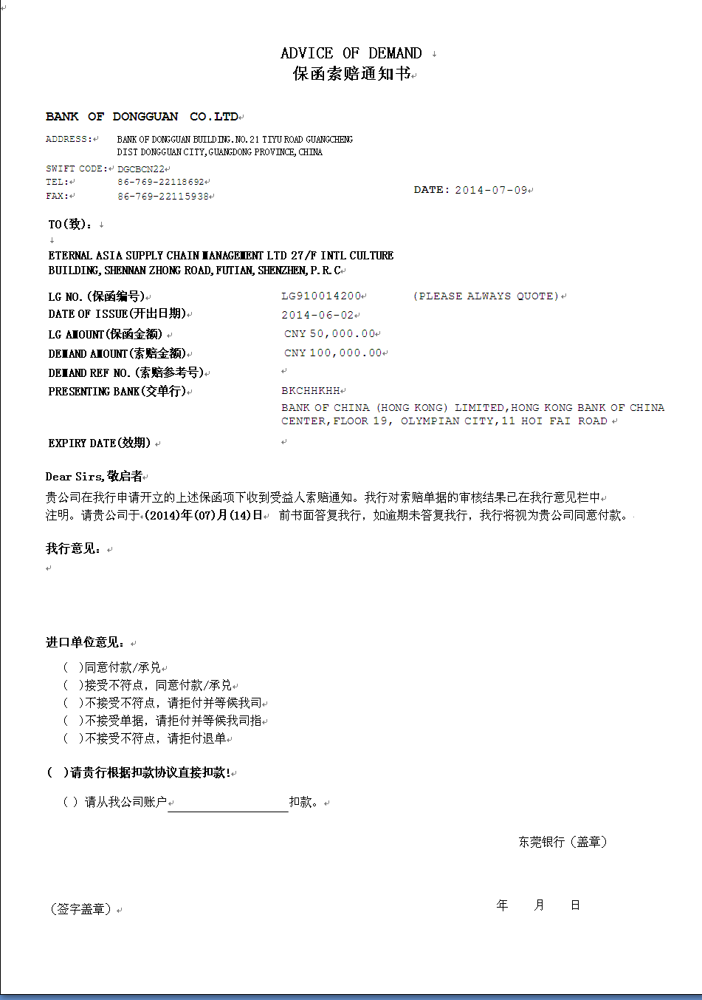 ADVICE OF DEMAND
保函索赔通知书
BANK OF DONGGUAN CO.LTD
ADDRESS: BANK OF DONGGUAN BUILDING.NO.21 TIYU ROAD GUANGCHENG
DIST DONGGUAN CITY,GUANGDONG PROVINCE,CHINA
SWIFT CODE: DGCBCN22
TEL: 86-769-22118692
FAX: 86-769-22115938
DATE: 2014-07-09
TO(致):
ETERNAL ASIA SUPPLY CHAIN MANAGEMENT LTD 27/F INTL CULTURE
BUILDING,SHENNAN ZHONG ROAD,FUTIAN,SHENZHEN,P.R.C
LG NO.(保函编号) LG910014200 (PLEASE ALWAYS QUOTE)
DATE OF ISSUE(开出日期) 2014-06-02
LG AMOUNT(保函金额) CNY 50,000.00
DEMAND AMOUNT(索赔金额) CNY 100,000.00
DEMAND REF NO.(索赔参考号)
PRESENTING BANK(交单行) BKCHHKHH
BANK OF CHINA (HONG KONG) LIMITED,HONG KONG BANK OF CHINA
CENTER,FLOOR 19, OLYMPIAN CITY,11 HOI FAI ROAD
EXPIRY DATE(效期)
Dear Sirs,敬启者
贵公司在我行申请开立的上述保函项下收到受益人索赔通知。我行对索赔单据的审核结果已在我行意见栏中
注明。请贵公司于 (2014)年(07)月(14)日 前书面答复我行，如逾期未答复我行，我行将视为贵公司同意付款。
我行意见：
进口单位意见：
( )同意付款/承兑
( )接受不符点，同意付款/承兑
( )不接受不符点，请拒付并等候我司
( )不接受单据，请拒付并等候我司指
( )不接受不符点，请拒付退单
( )请贵行根据扣款协议直接扣款!
( ) 请从我公司账户 扣款。
东莞银行（盖章）
（签字盖章） 年 月 日